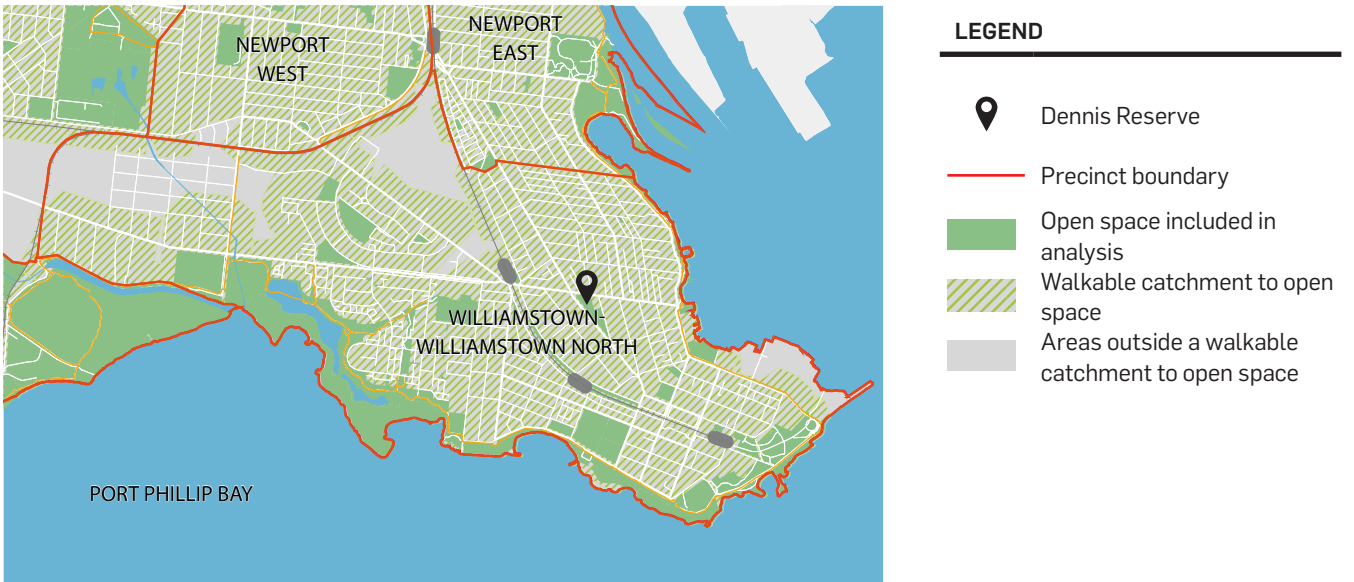 NEWPORT
WEST
NEWPORT
EAST
WILLIAMSTOWN-
WILLIAMSTOWN NORTH
PORT PHILLIP BAY
LEGEND
Dennis Reserve
Precinct boundary
Open space included in
analysis
Walkable catchment to open
space
Areas outside a walkable
catchment to open space